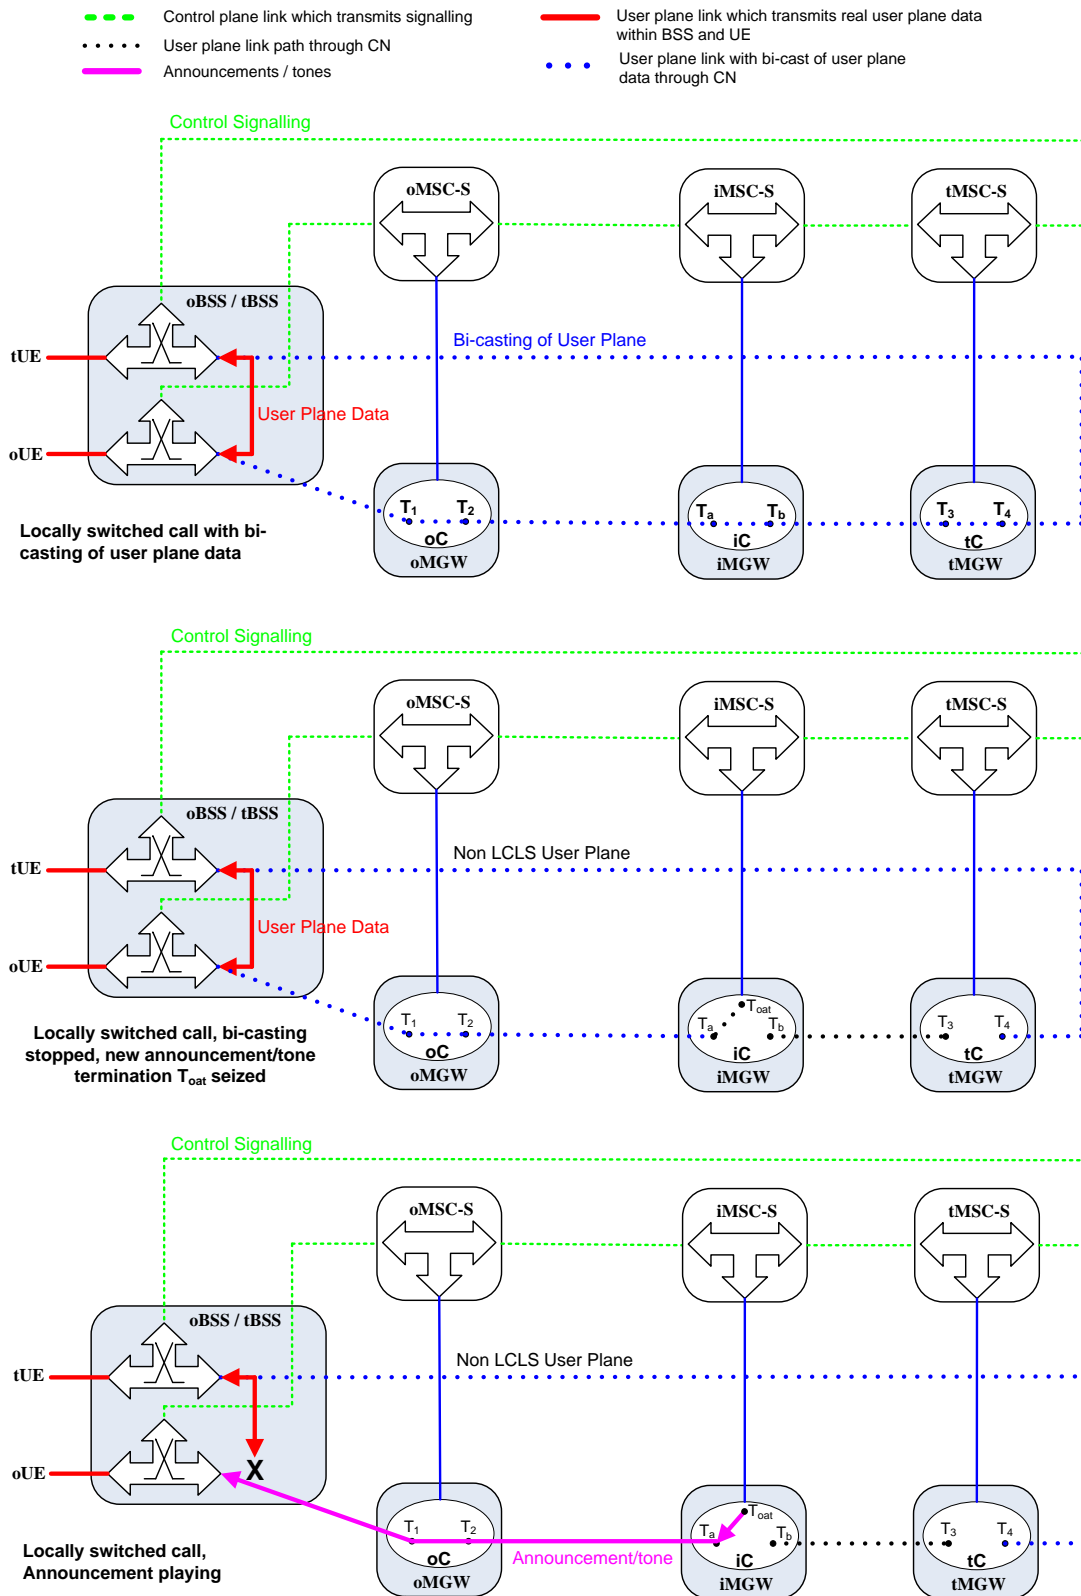 Control plane link which transmits signalling
User plane link path through CN
Announcements / tones
User plane link which transmits real user plane data
within BSS and UE
User plane link with bi-cast of user plane
data through CN
Control Signalling
oMSC-S
iMSC-S
tMSC-S
oBSS / tBSS
Bi-casting of User Plane
tUE
User Plane Data
oUE
T1
T2
Ta
Tb
T3
T4
oC
iC
tC
oMGW
iMGW
tMGW
Locally switched call with bi-
casting of user plane data
Control Signalling
oMSC-S
iMSC-S
tMSC-S
oBSS / tBSS
Non LCLS User Plane
tUE
User Plane Data
oUE
Toat
T1
T2
Ta
Tb
T3
T4
oC
iC
tC
oMGW
iMGW
tMGW
Locally switched call, bi-casting
stopped, new announcement/tone
termination Toat seized
Control Signalling
oMSC-S
iMSC-S
tMSC-S
oBSS / tBSS
Non LCLS User Plane
tUE
oUE
X
Toat
T1
T2
Ta
Tb
T3
T4
Announcement/tone
oC
iC
tC
oMGW
iMGW
tMGW
Locally switched call,
Announcement playing